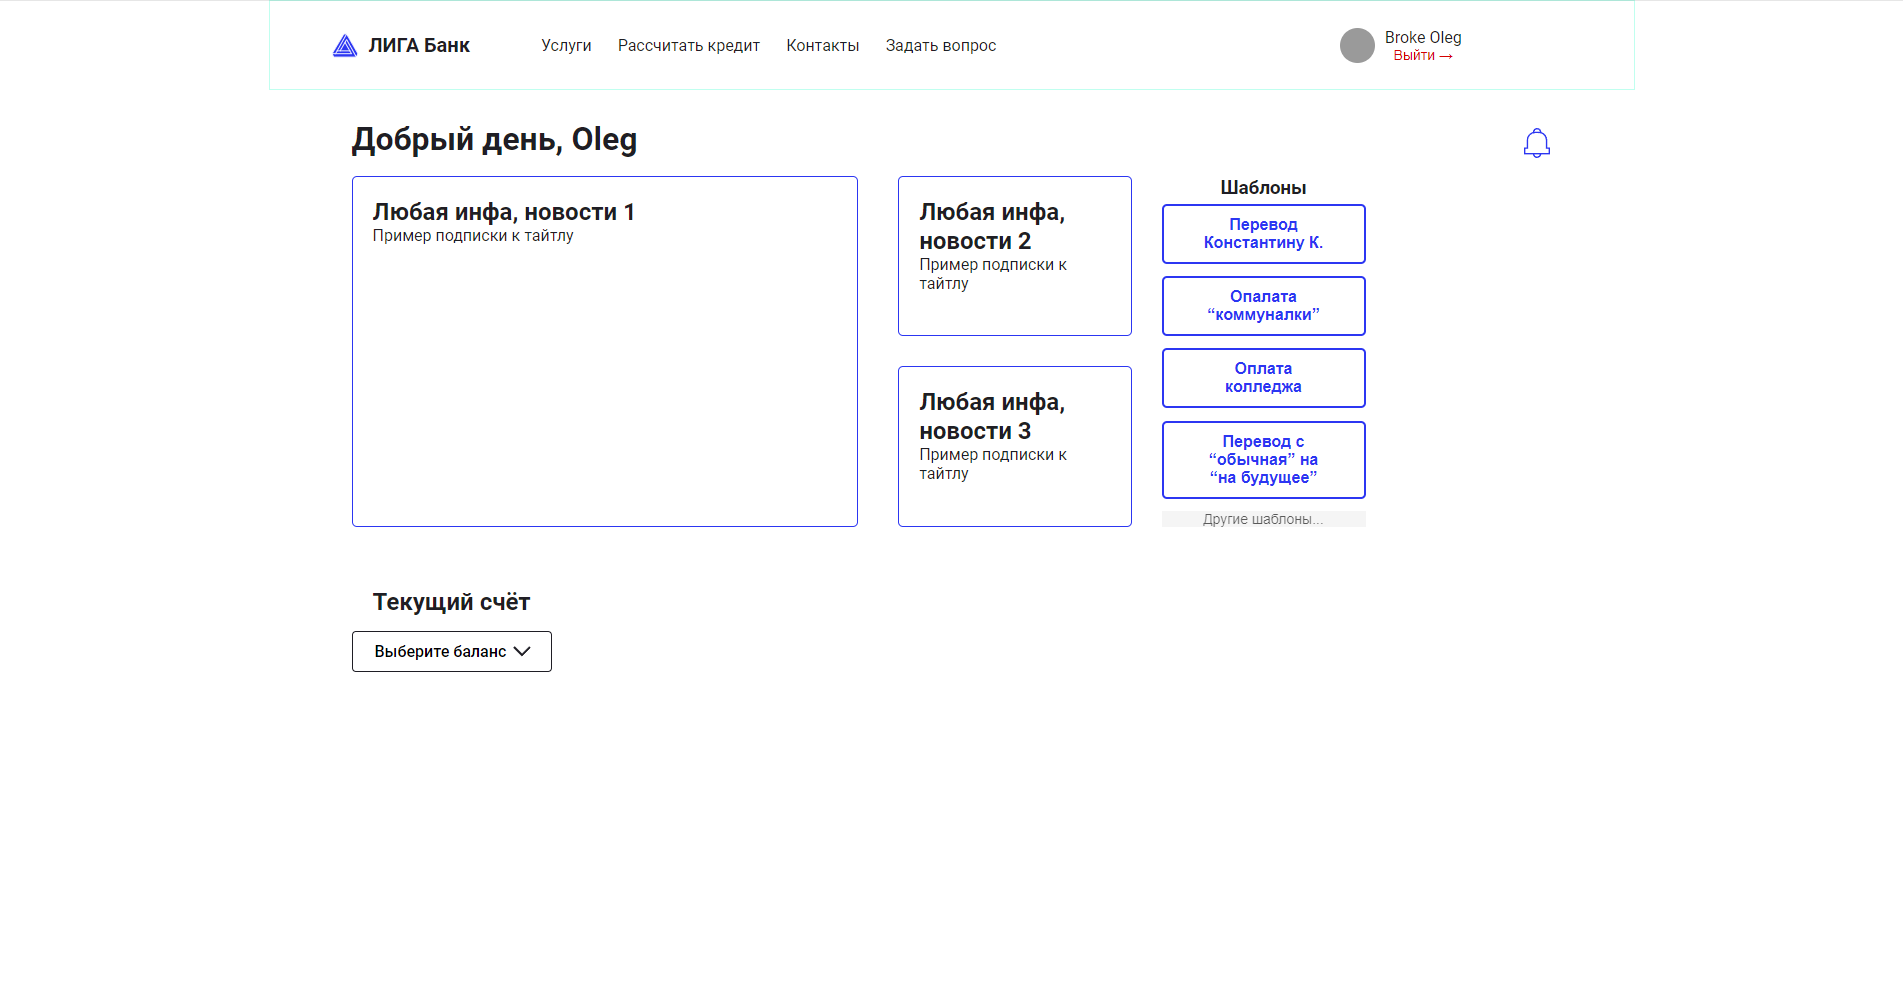 ЛИГА Банк
Услуги
Рассчитать кредит
Контакты
Задать вопрос
Broke Oleg
Выйти →
Добрый день, Oleg
Любая инфа, новости 1
Пример подписки к тайтлу
Любая инфа,
новости 2
Пример подписки к
тайтлу
Любая инфа,
новости 3
Пример подписки к
тайтлу
Шаблоны
Перевод
Константину К.
Опалата
“коммуналки”
Оплата
колледжа
Перевод с
“обычная” на
“на будущее”
Другие шаблоны...
Текущий счёт
Выберите баланс